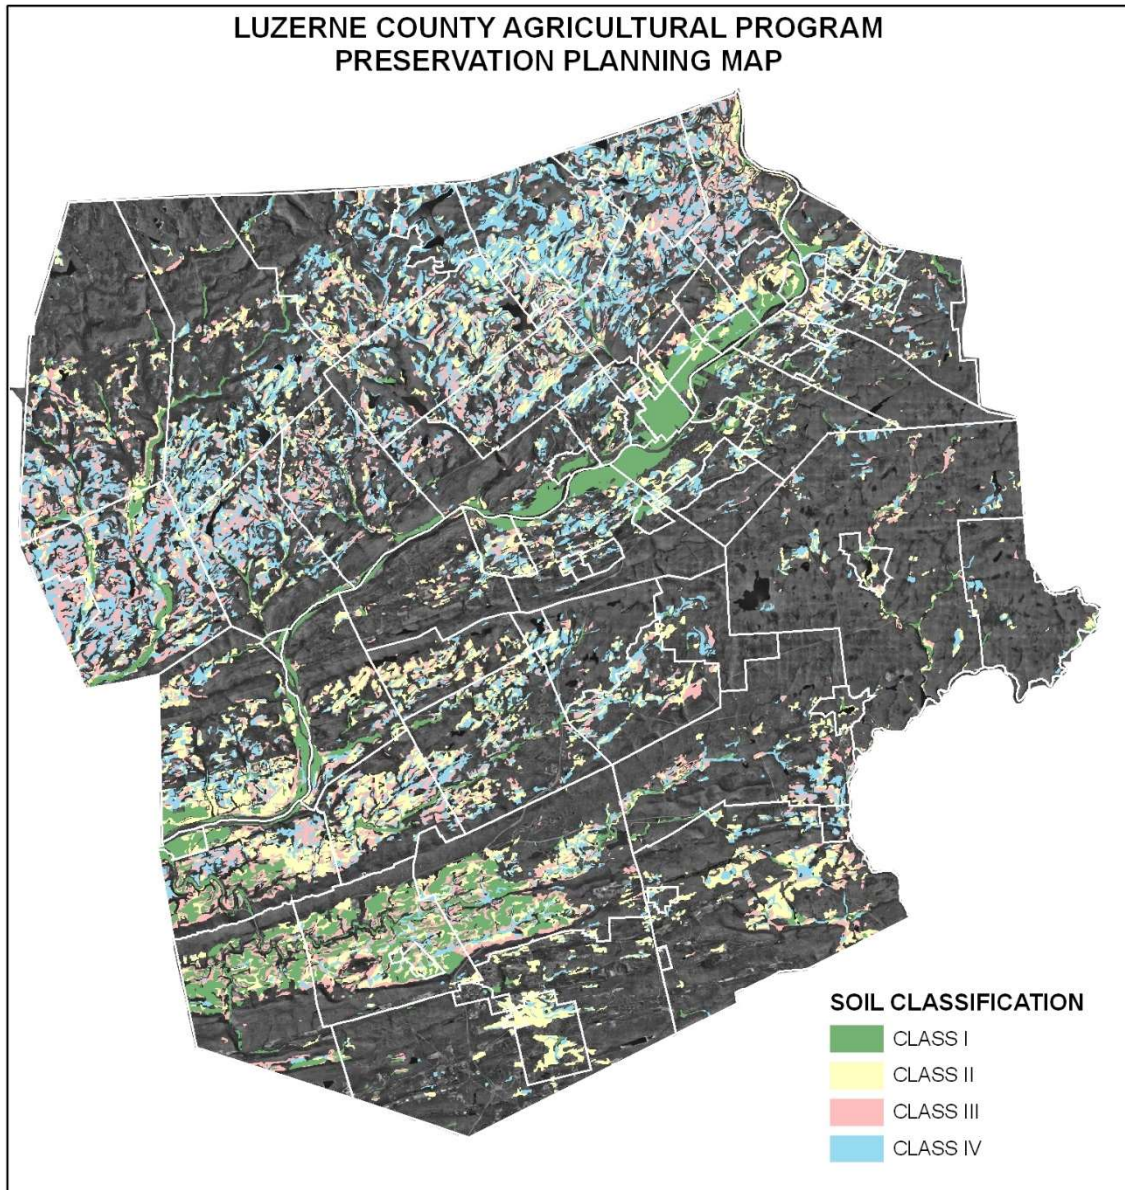 LUZERNE COUNTY AGRICULTURAL PROGRAM
PRESERVATION PLANNING MAP
SOIL CLASSIFICATION
CLASS I
CLASS II
CLASS III
CLASS IV